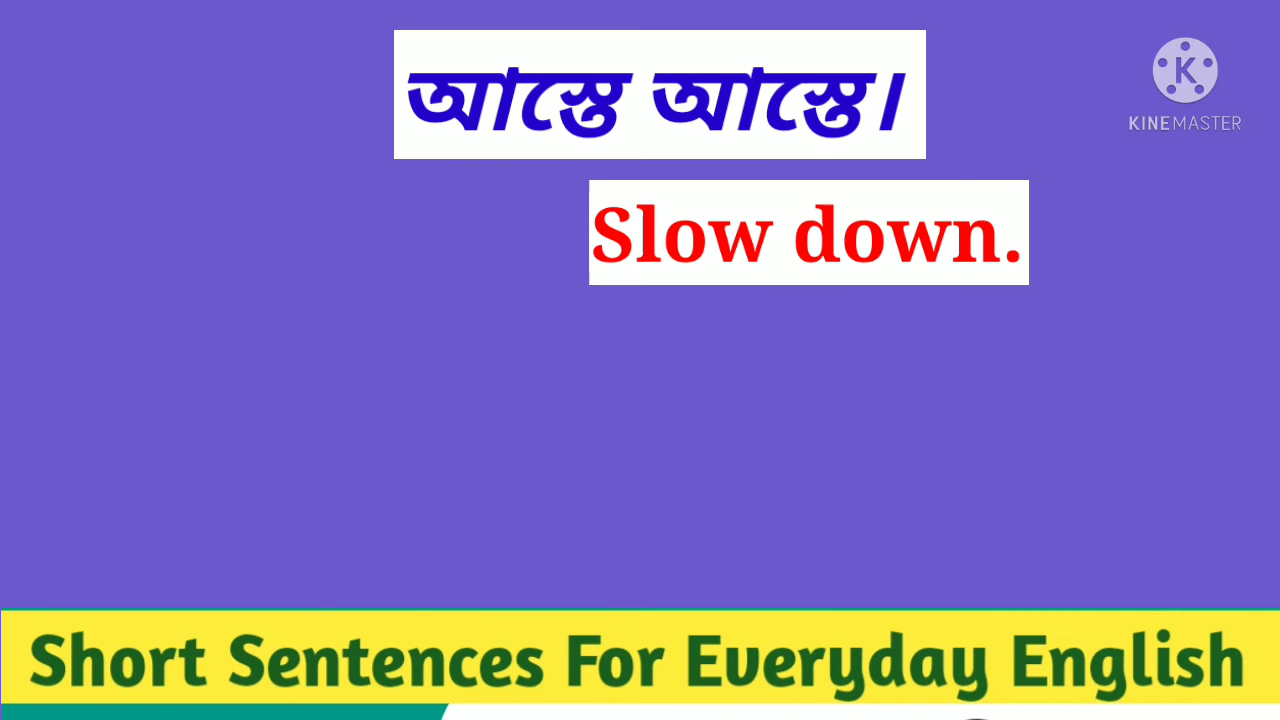 আস্তে আস্তে।
KINEMASTER
Slow down.
Short Sentences For Everyday English